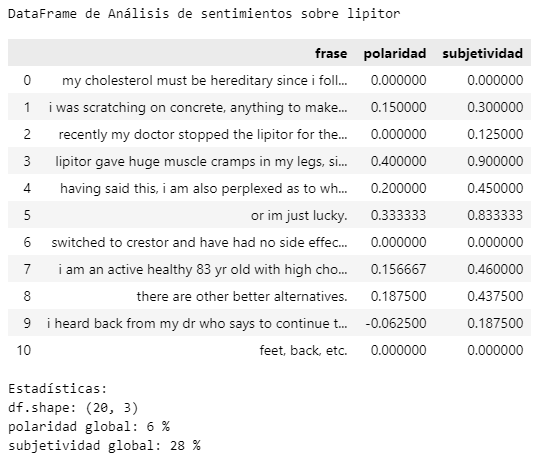 DataFrame de Análisis de sentimientos sobre lipitor
frase polaridad subjetividad
0 my cholesterol must be hereditary since i foll... 0.000000 0.000000
1 i was scratching on concrete, anything to make... 0.150000 0.300000
2 recently my doctor stopped the lipitor for the... 0.000000 0.125000
3 lipitor gave huge muscle cramps in my legs, si... 0.400000 0.900000
4 having said this, i am also perplexed as to wh... 0.200000 0.450000
5 or im just lucky. 0.333333 0.833333
6 switched to crestor and have had no side effec... 0.000000 0.000000
7 i am an active healthy 83 yr old with high cho... 0.156667 0.460000
8 there are other better alternatives. 0.187500 0.437500
9 i heard back from my dr who says to continue t... -0.062500 0.187500
10 feet, back, etc. 0.000000 0.000000
Estadísticas:
df.shape: (20, 3)
polaridad global: 6 %
subjetividad global: 28 %